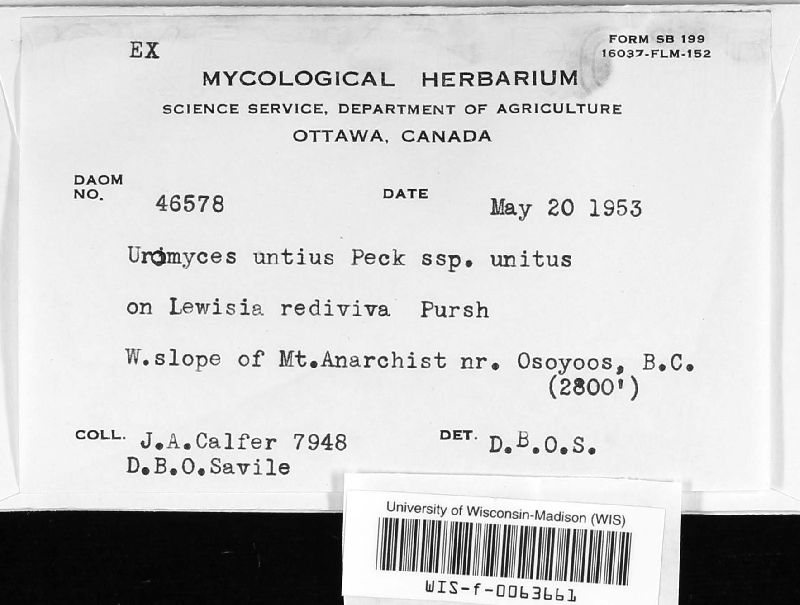 EX
FORM SB 199
16037-FLM-152
MYCOLOGICAL HERBARIUM
SCIENCE SERVICE, DEPARTMENT OF AGRICULTURE
OTTAWA, CANADA
DAOM NO. 46578 DATE May 20 1953
Uromyces untius Peck ssp. unitus
on Lewisia rediviva Pursh
W.slope of Mt.Anarchist nr. Osoyoos, B.C.
(2800')
COLL. J.A.Calfer 7948 DET. D.B.O.S.
D.B.O.Savile
University of Wisconsin-Madison (WIS)
WIS-f-0063661